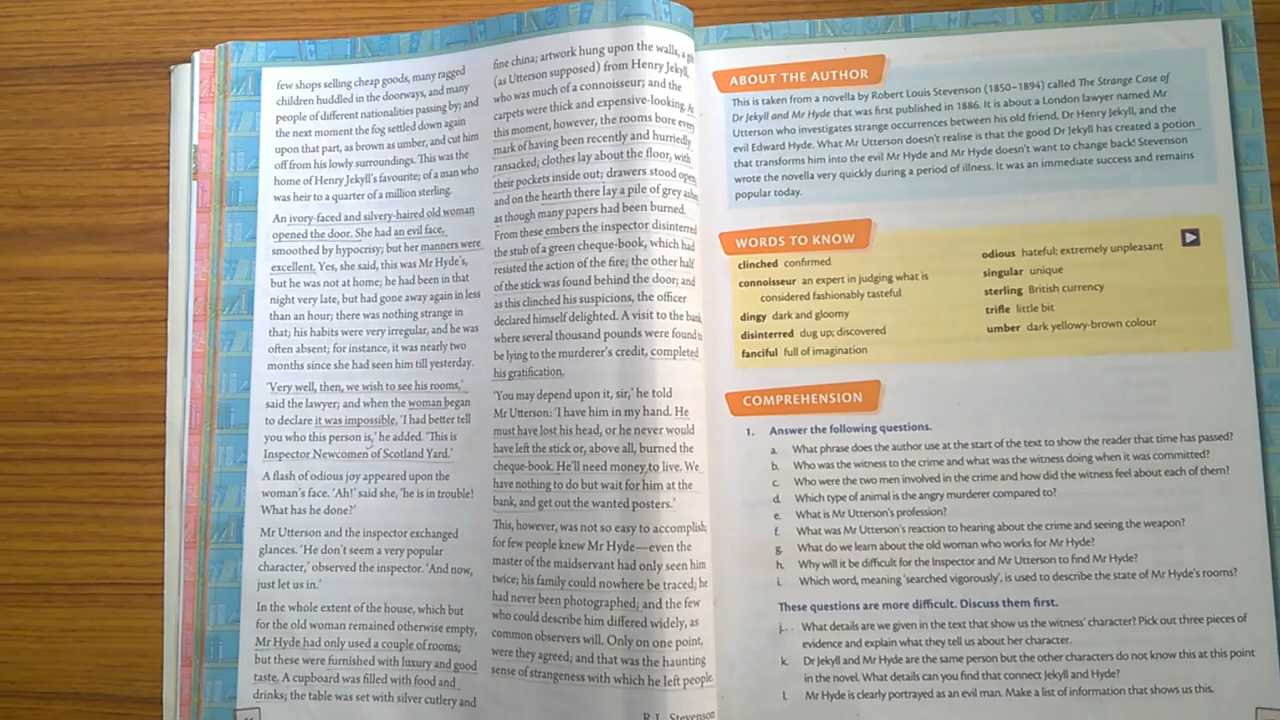 few shops selling cheap goods, many ragged
children huddled in the doorways, and many
people of different nationalities passing by; and
the next moment the fog settled down again
upon that part, as brown as umber, and cut him
off from his lowly surroundings. This was the
home of Henry Jekyll's favourite; of a man who
was heir to a quarter of a million sterling.
An ivory-faced and silvery-haired old woman
opened the door. She had an evil face,
smoothed by hypocrisy; but her manners were
excellent. Yes, she said, this was Mr Hyde's,
but he was not at home; he had been in that
night very late, but had gone away again in less
than an hour; there was nothing strange in
that; his habits were very irregular, and he was
often absent; for instance, it was nearly two
months since she had seen him till yesterday.
'Very well, then, we wish to see his rooms,'
said the lawyer; and when the woman began
to declare it was impossible, 'I had better tell
you who this person is,' he added. 'This is
Inspector Newcomen of Scotland Yard.'
A flash of odious joy appeared upon the
woman's face. 'Ah!' said she, 'he is in trouble!
What has he done?'
Mr Utterson and the inspector exchanged
glances. 'He don't seem a very popular
character,' observed the inspector. 'And now,
just let us in.'
In the whole extent of the house, which but
for the old woman remained otherwise empty,
Mr Hyde had only used a couple of rooms;
but these were furnished with luxury and good
taste. A cupboard was filled with food and
drinks; the table was set with silver cutlery and
fine china; artwork hung upon the walls, a gift
(as Utterson supposed) from Henry Jekyll,
who was much of a connoisseur; and the
carpets were thick and expensive-looking. At
this moment, however, the rooms bore every
mark of having been recently and hurriedly
ransacked; clothes lay about the floor, with
their pockets inside out; drawers stood open;
and on the hearth there lay a pile of grey ashes,
as though many papers had been burned.
From these embers the inspector disinterred
the stub of a green cheque-book, which had
resisted the action of the fire; the other half
of the stick was found behind the door; and
as this clinched his suspicions, the officer
declared himself delighted. A visit to the bank,
where several thousand pounds were found to
be lying to the murderer's credit, completed
his gratification.
'You may depend upon it, sir,' he told
Mr Utterson: 'I have him in my hand. He
must have lost his head, or he never would
have left the stick or, above all, burned the
cheque-book. He'll need money to live. We
have nothing to do but wait for him at the
bank, and get out the wanted posters.'
This, however, was not so easy to accomplish;
for few people knew Mr Hyde—even the
master of the maidservant had only seen him
twice; his family could nowhere be traced; he
had never been photographed; and the few
who could describe him differed widely, as
common observers will. Only on one point,
were they agreed; and that was the haunting
sense of strangeness with which he left people.
R.L. Stevenson
ABOUT THE AUTHOR
This is taken from a novella by Robert Louis Stevenson (1850–1894) called The Strange Case of
Dr Jekyll and Mr Hyde that was first published in 1886. It is about a London lawyer named Mr
Utterson who investigates strange occurrences between his old friend, Dr Henry Jekyll, and the
evil Edward Hyde. What Mr Utterson doesn't realise is that the good Dr Jekyll has created a potion
that transforms him into the evil Mr Hyde and Mr Hyde doesn't want to change back! Stevenson
wrote the novella very quickly during a period of illness. It was an immediate success and remains
popular today.
WORDS TO KNOW
clinched confirmed
connoisseur an expert in judging what is
considered fashionably tasteful
dingy dark and gloomy
disinterred dug up; discovered
fanciful full of imagination
odious hateful; extremely unpleasant
singular unique
sterling British currency
trifle little bit
umber dark yellowy-brown colour
COMPREHENSION
1. Answer the following questions.
a. What phrase does the author use at the start of the text to show the reader that time has passed?
b. Who was the witness to the crime and what was the witness doing when it was committed?
c. Who were the two men involved in the crime and how did the witness feel about each of them?
d. Which type of animal is the angry murderer compared to?
e. What is Mr Utterson's profession?
f. What was Mr Utterson's reaction to hearing about the crime and seeing the weapon?
g. What do we learn about the old woman who works for Mr Hyde?
h. Why will it be difficult for the Inspector and Mr Utterson to find Mr Hyde?
i. Which word, meaning 'searched vigorously', is used to describe the state of Mr Hyde's rooms?
These questions are more difficult. Discuss them first.
j. What details are we given in the text that show us the witness' character? Pick out three pieces of
evidence and explain what they tell us about her character.
k. Dr Jekyll and Mr Hyde are the same person but the other characters do not know this at this point
in the novel. What details can you find that connect Jekyll and Hyde?
l. Mr Hyde is clearly portrayed as an evil man. Make a list of information that shows us this.